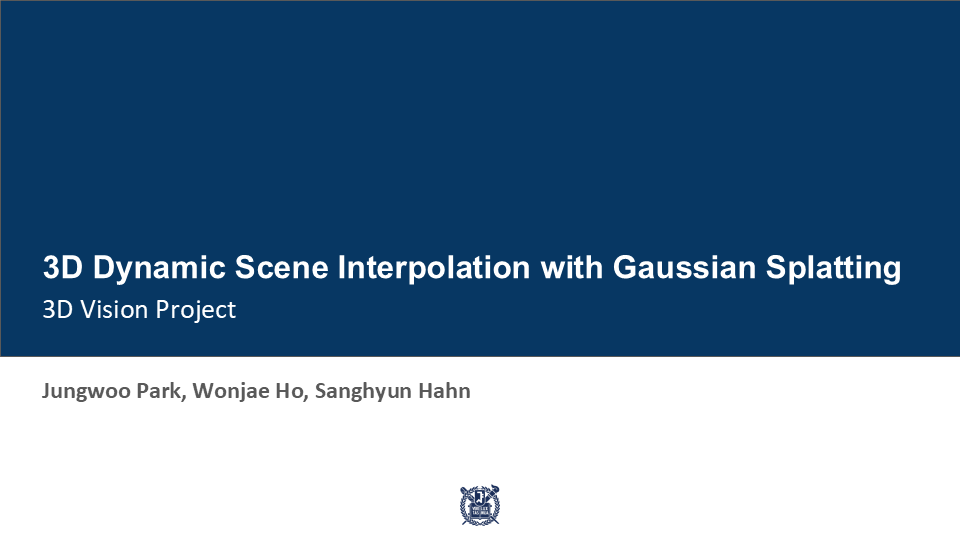 3D Dynamic Scene Interpolation with Gaussian Splatting
3D Vision Project
Jungwoo Park, Wonjae Ho, Sanghyun Hahn